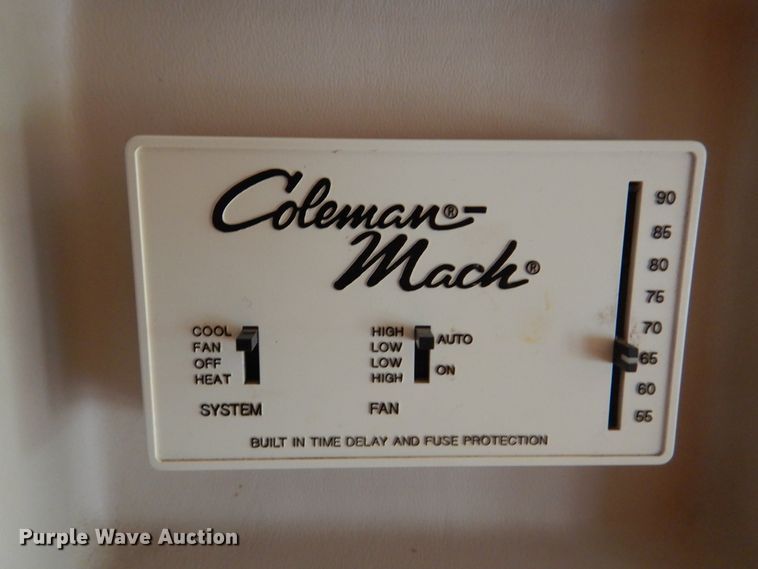 Coleman®-
Mach®
COOL
FAN
OFF
HEAT
SYSTEM
HIGH
LOW
LOW
HIGH
AUTO
ON
FAN
90
85
80
75
70
65
60
55
BUILT IN TIME DELAY AND FUSE PROTECTION
Purple Wave Auction